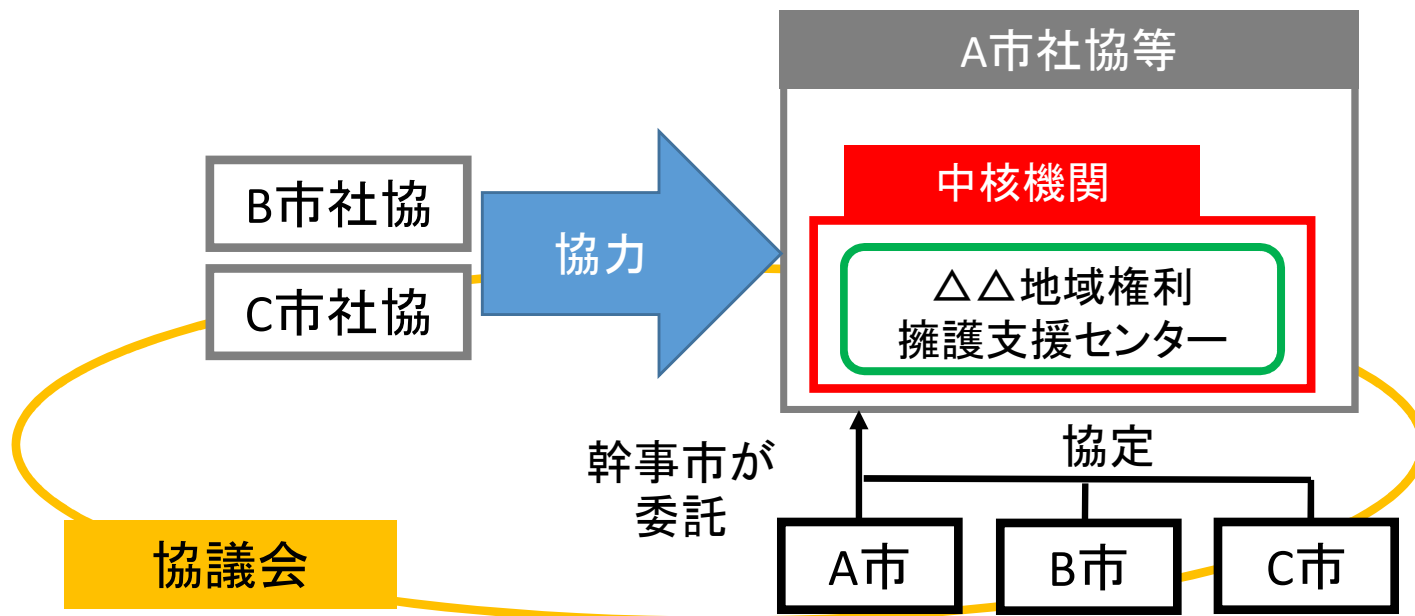 A市社協等
中核機関
△△地域権利
擁護支援センター
B市社協
C市社協
協力
幹事市が
委託
協定
A市
B市
C市
協議会